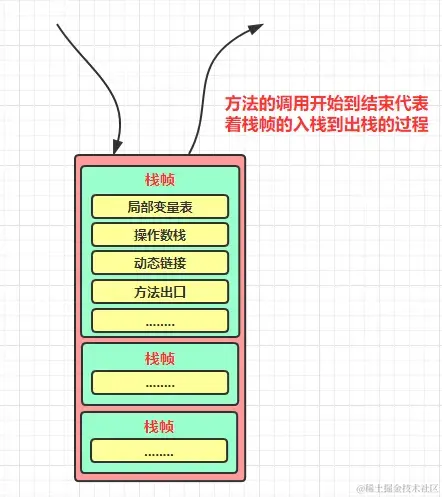 方法的调用开始到结束代表
着栈帧的入栈到出栈的过程
栈帧
局部变量表
操作数栈
动态链接
方法出口
........
栈帧
........
栈帧
........
@稀土掘金技术社区